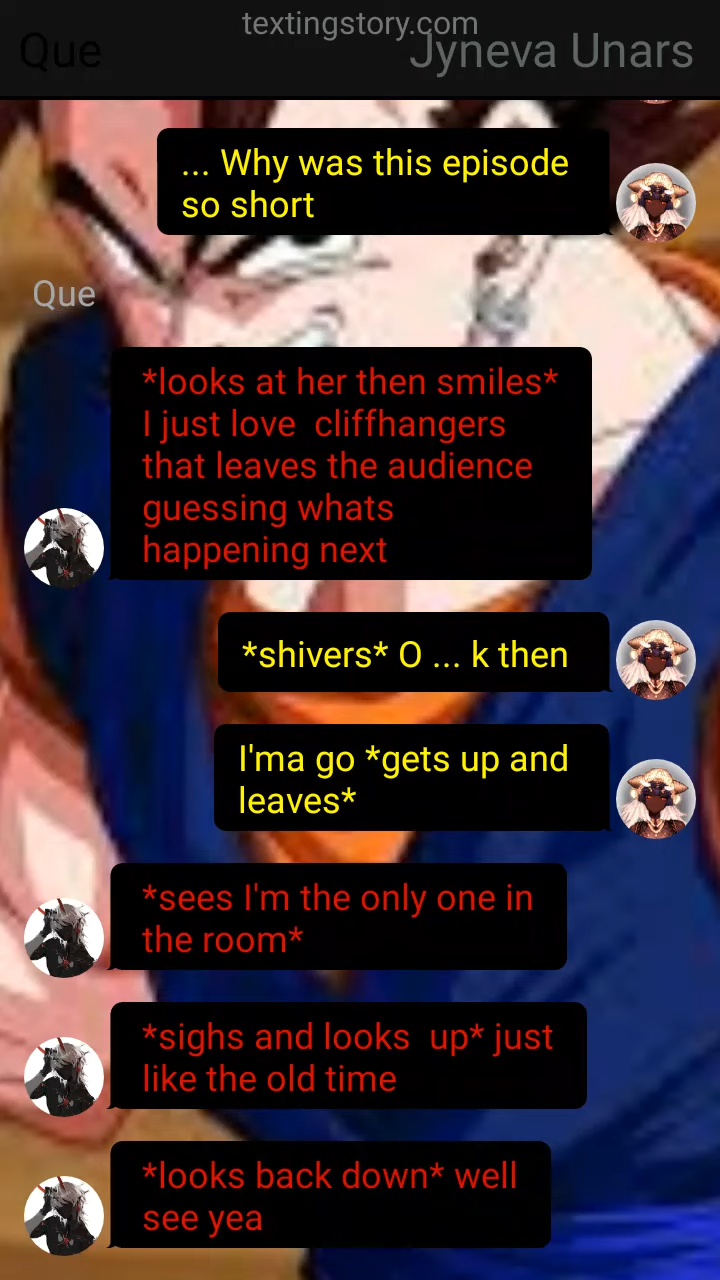 textingstory.com
Que
Jyneva Unars
... Why was this episode
so short
Que
*looks at her then smiles*
I just love  cliffhangers
that leaves the audience
guessing whats
happening next
*shivers* O ... k then
I'ma go *gets up and
leaves*
*sees I'm the only one in
the room*
*sighs and looks  up* just
like the old time
*looks back down* well
see yea